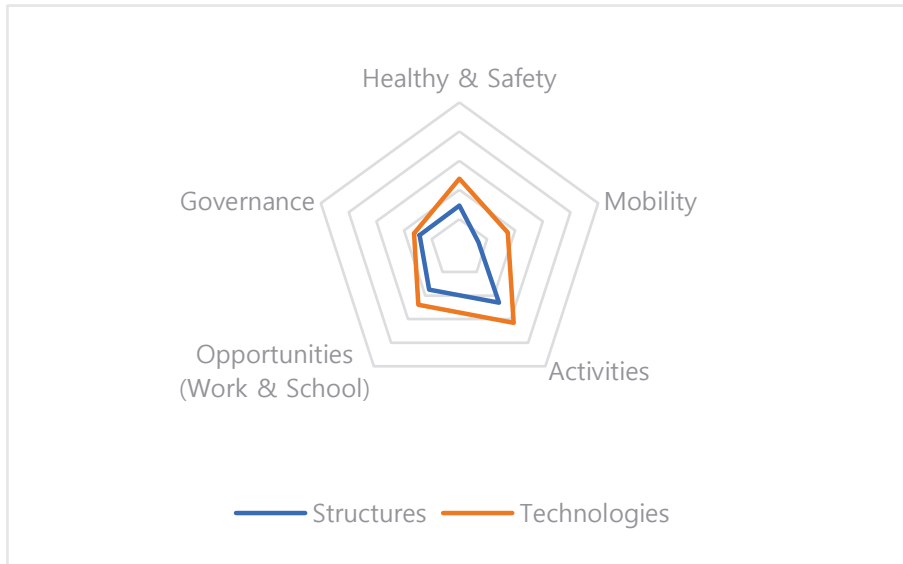 Healthy & Safety
Governance
Mobility
Opportunities
(Work & School)
Activities
Structures
Technologies